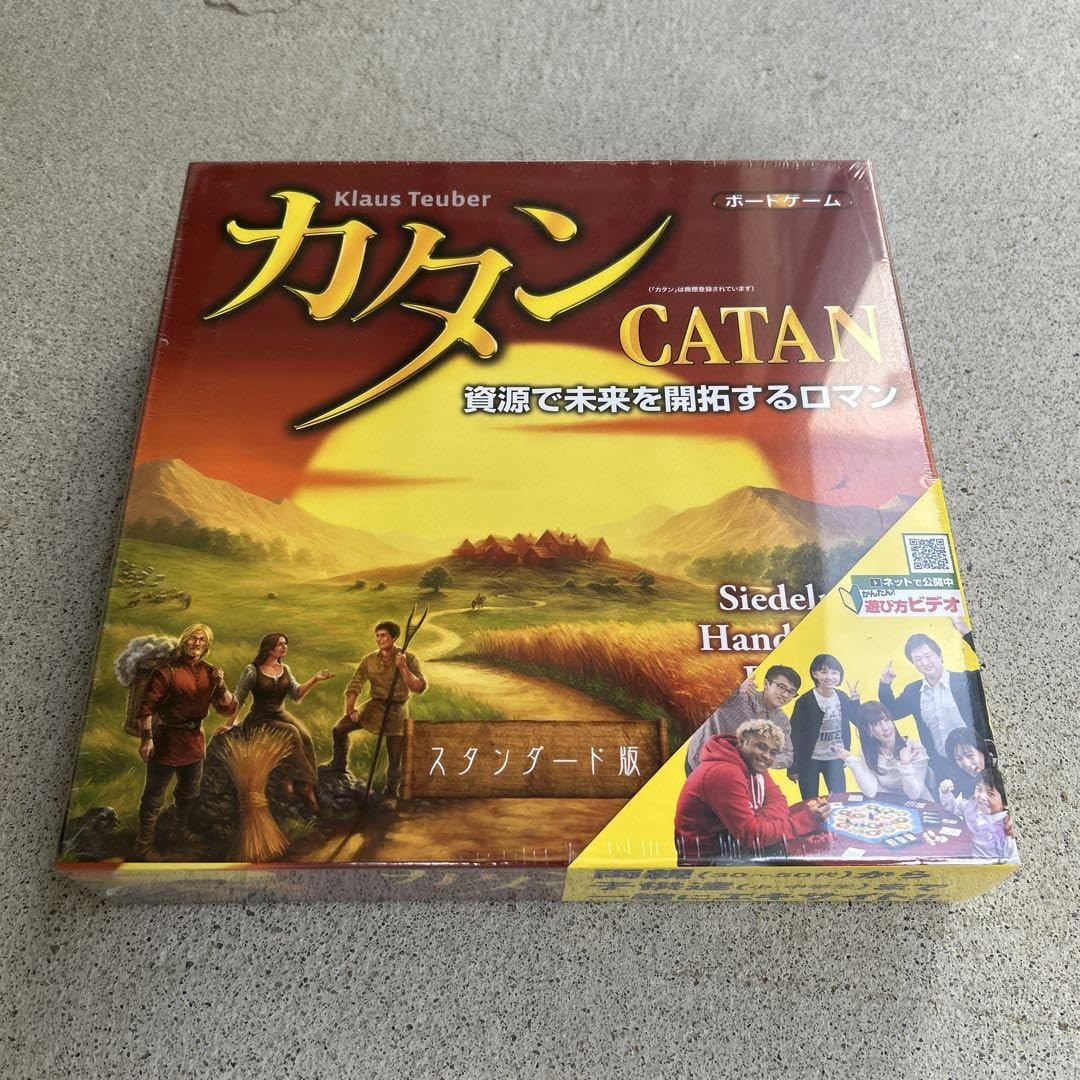 Klaus Teuber
ボードゲーム
カタン
(「カタン」は商標登録されています)
CATAN
資源で未来を開拓するロマン
ネットで公開中
かんたん!
遊び方ビデオ
スタンダード版
カタン